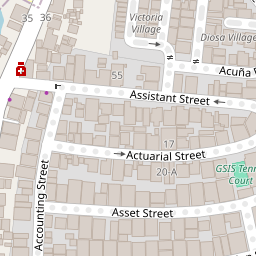 35
36
Victoria
Village
Diosa Village
Acuña
55
Assistant Street
17
Actuarial Street
20-A
GSIS Tenn
Court
Accounting Street
Asset Street